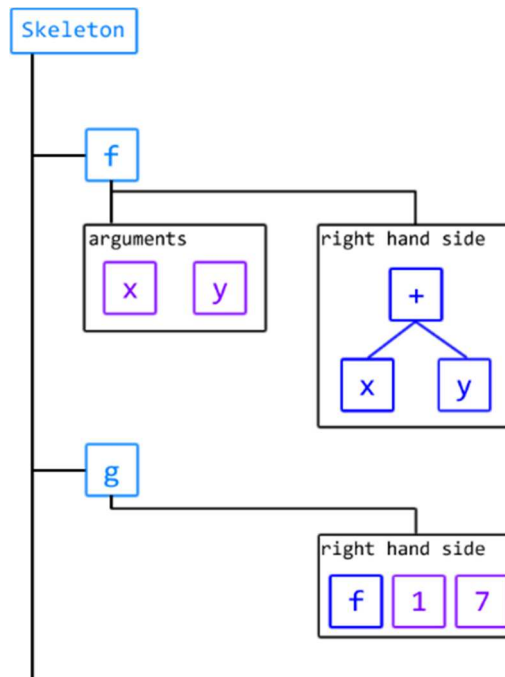 Skeleton
f
arguments
x y
right hand side
+
x y
g
right hand side
f 1 7